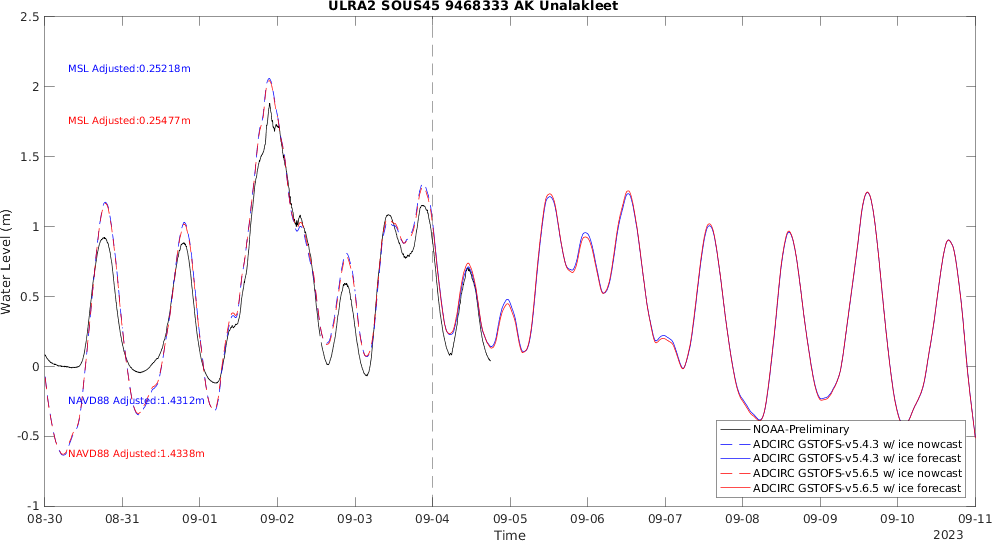 ULRA2 SOUS45 9468333 AK Unalakleet
2.5
2
1.5
1
0.5
0
-0.5
-1
Water Level (m)
MSL Adjusted:0.25218m
MSL Adjusted:0.25477m
NAVD88 Adjusted:1.4312m
NAVD88 Adjusted:1.4338m
NOAA-Preliminary
ADCIRC GSTOFS-v5.4.3 w/ ice nowcast
ADCIRC GSTOFS-v5.4.3 w/ ice forecast
ADCIRC GSTOFS-v5.6.5 w/ ice nowcast
ADCIRC GSTOFS-v5.6.5 w/ ice forecast
08-30 08-31 09-01 09-02 09-03 09-04 09-05 09-06 09-07 09-08 09-09 09-10 09-11
Time
2023